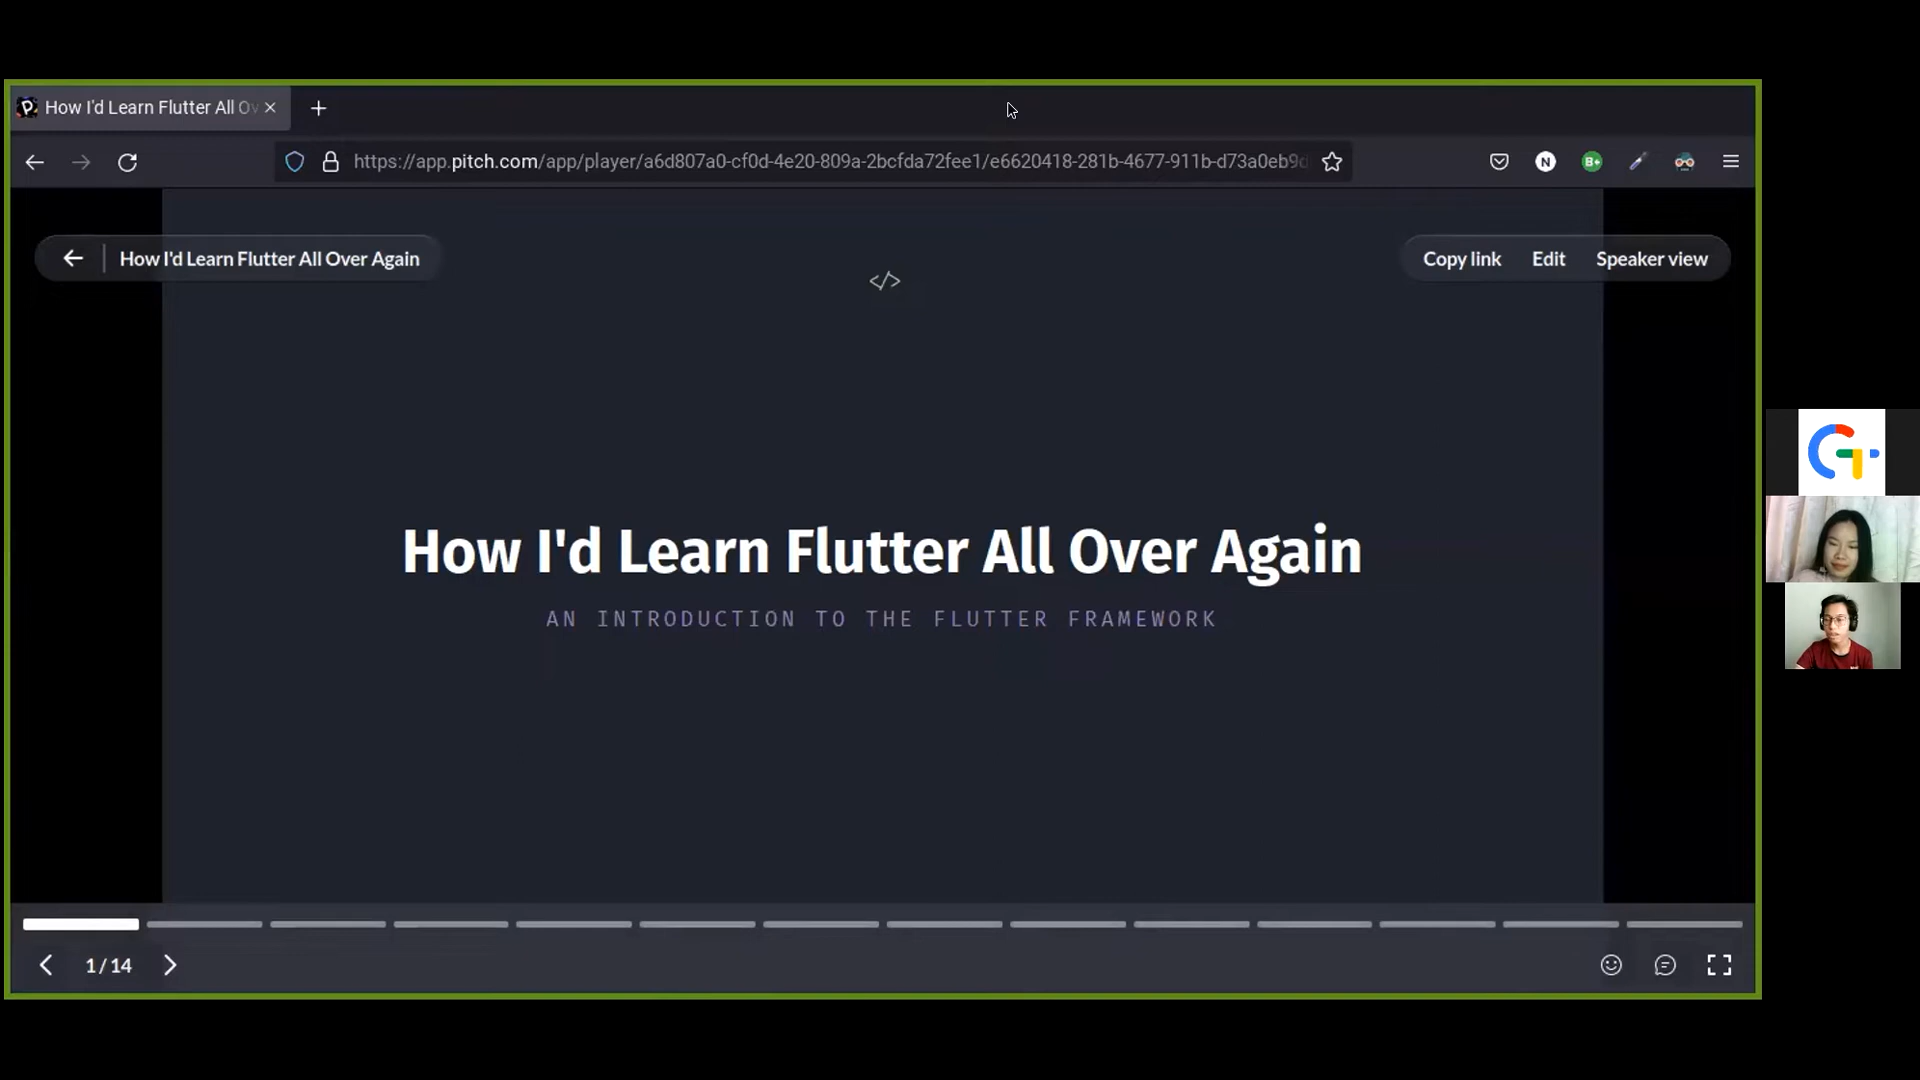 How I'd Learn Flutter All Ov
https://app.pitch.com/app/player/a6d807a0-cf0d-4e20-809a-2bcfda72fee1/e6620418-281b-4677-911b-d73a0eb9d
N
B+
How I'd Learn Flutter All Over Again
Copy link
Edit
Speaker view
</>
How I'd Learn Flutter All Over Again
AN INTRODUCTION TO THE FLUTTER FRAMEWORK
1 / 14